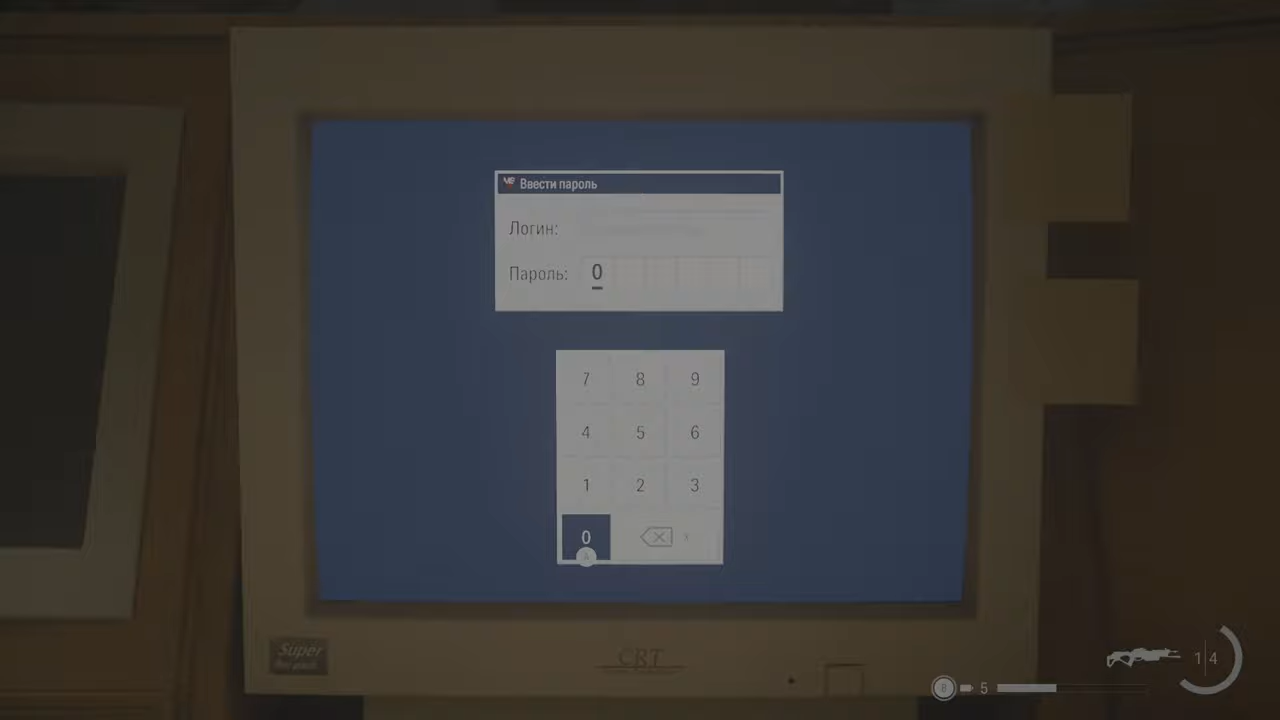 Ввести пароль
Логин:
Пароль: 0
7 8 9
4 5 6
1 2 3
0 x
Super
CRT
5
1 4